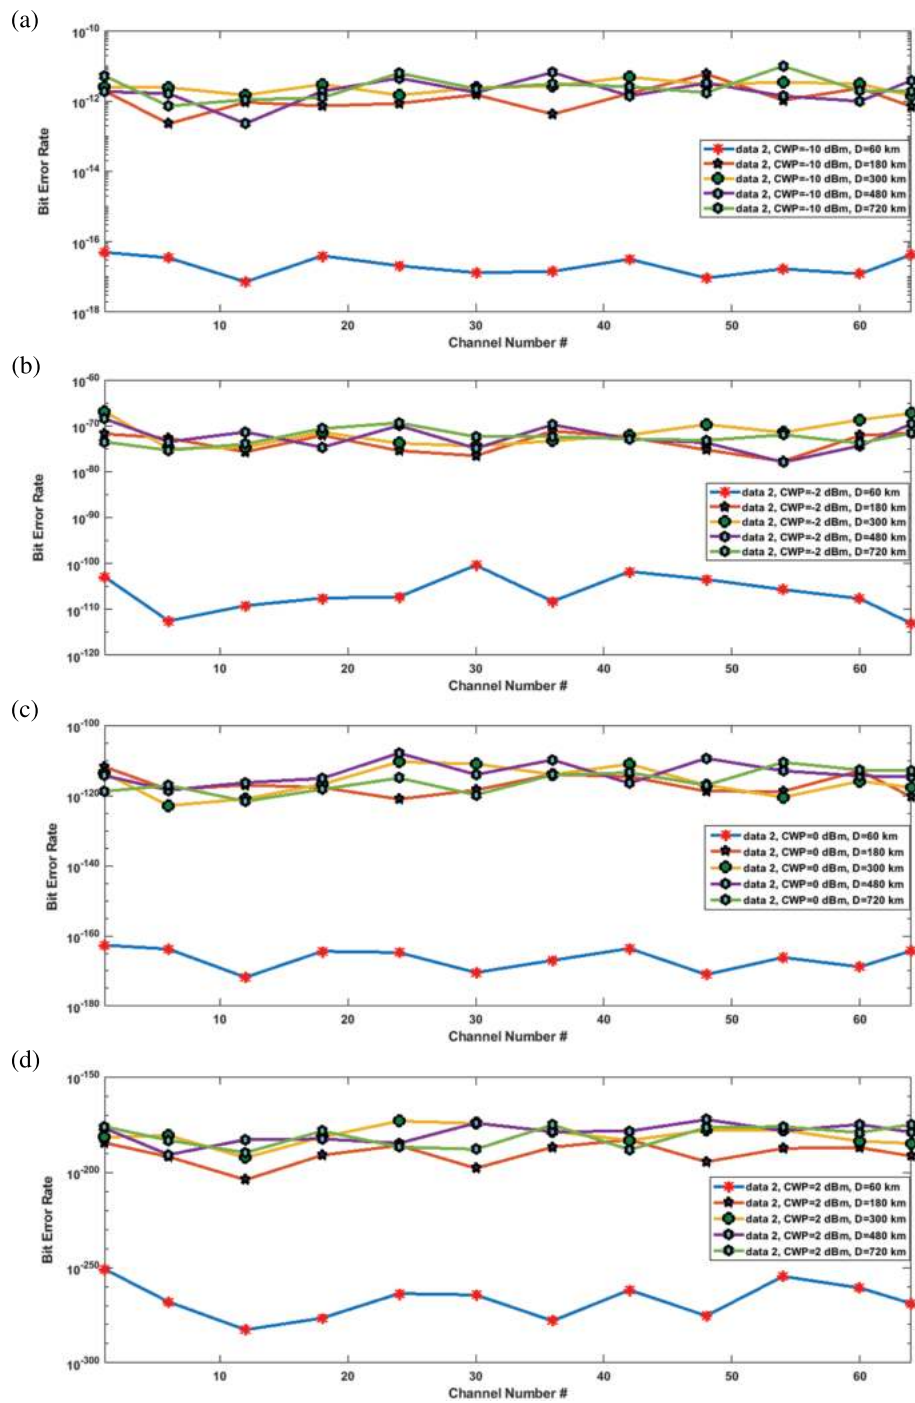 (a)
10^-10
10^-12
10^-14
10^-16
10^-18
Bit Error Rate
data 2, CWP=-10 dBm, D=60 km
data 2, CWP=-10 dBm, D=180 km
data 2, CWP=-10 dBm, D=300 km
data 2, CWP=-10 dBm, D=480 km
data 2, CWP=-10 dBm, D=720 km
10 20 30 40 50 60
Channel Number #
(b)
10^-60
10^-70
10^-80
10^-90
10^-100
10^-110
10^-120
Bit Error Rate
data 2, CWP=-2 dBm, D=60 km
data 2, CWP=-2 dBm, D=180 km
data 2, CWP=-2 dBm, D=300 km
data 2, CWP=-2 dBm, D=480 km
data 2, CWP=-2 dBm, D=720 km
10 20 30 40 50 60
Channel Number #
(c)
10^-100
10^-120
10^-140
10^-160
10^-180
Bit Error Rate
data 2, CWP=0 dBm, D=60 km
data 2, CWP=0 dBm, D=180 km
data 2, CWP=0 dBm, D=300 km
data 2, CWP=0 dBm, D=480 km
data 2, CWP=0 dBm, D=720 km
10 20 30 40 50 60
Channel Number #
(d)
10^-150
10^-200
10^-250
10^-300
Bit Error Rate
data 2, CWP=2 dBm, D=60 km
data 2, CWP=2 dBm, D=180 km
data 2, CWP=2 dBm, D=300 km
data 2, CWP=2 dBm, D=480 km
data 2, CWP=2 dBm, D=720 km
10 20 30 40 50 60
Channel Number #